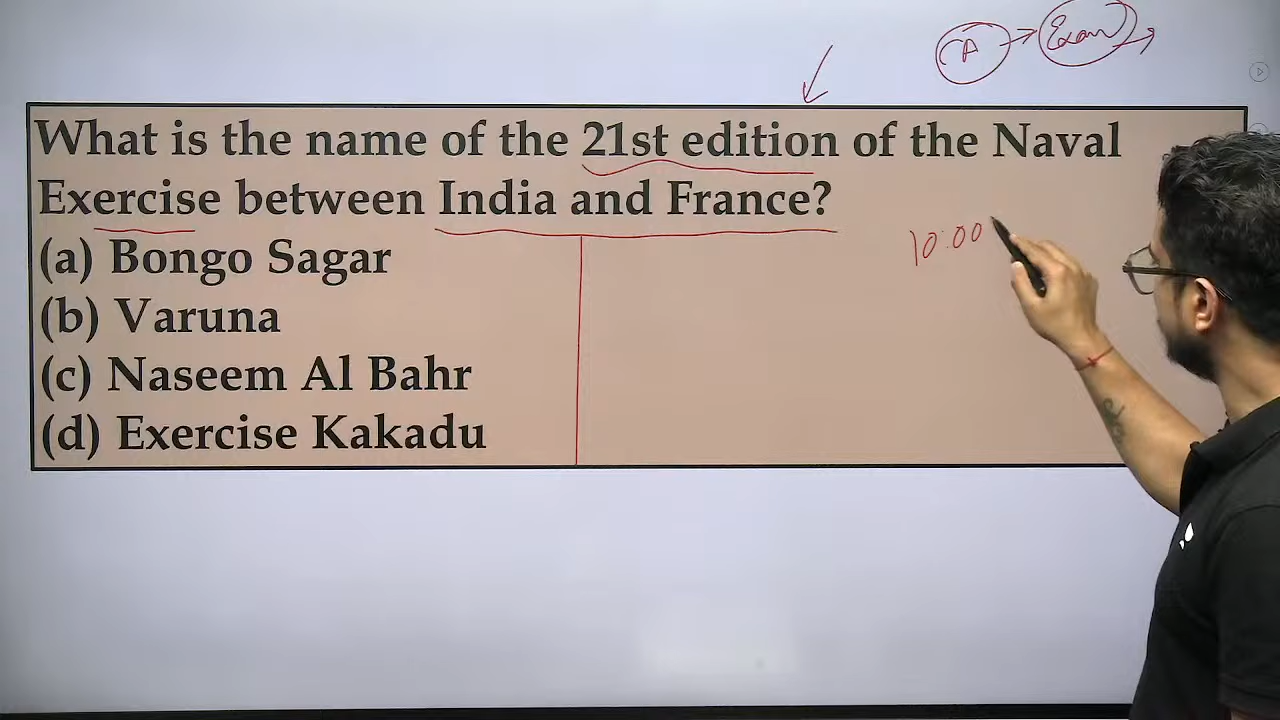 A → Exam →
What is the name of the 21st edition of the Naval
Exercise between India and France?
10:00
(a) Bongo Sagar
(b) Varuna
(c) Naseem Al Bahr
(d) Exercise Kakadu